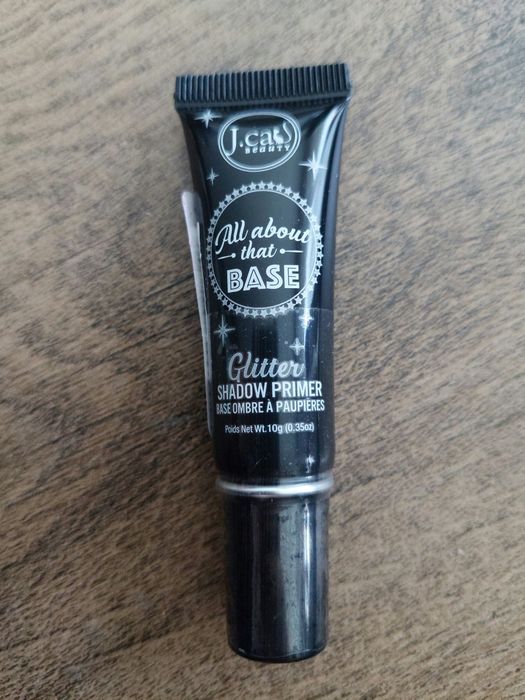 J.cat
BEAUTY
All about
that
BASE
Glitter
SHADOW PRIMER
BASE OMBRE À PAUPIÈRES
Poids Net Wt. 10g (0.35oz)